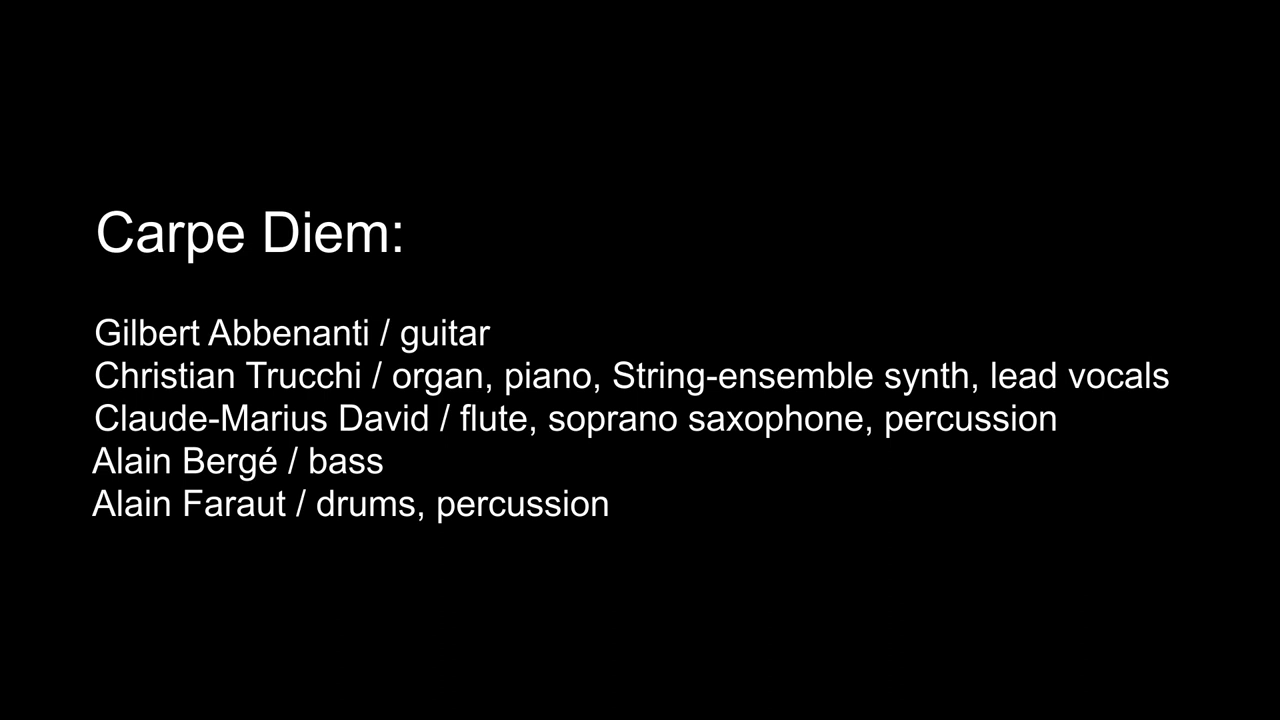 Carpe Diem:
Gilbert Abbenanti / guitar
Christian Trucchi / organ, piano, String-ensemble synth, lead vocals
Claude-Marius David / flute, soprano saxophone, percussion
Alain Bergé / bass
Alain Faraut / drums, percussion